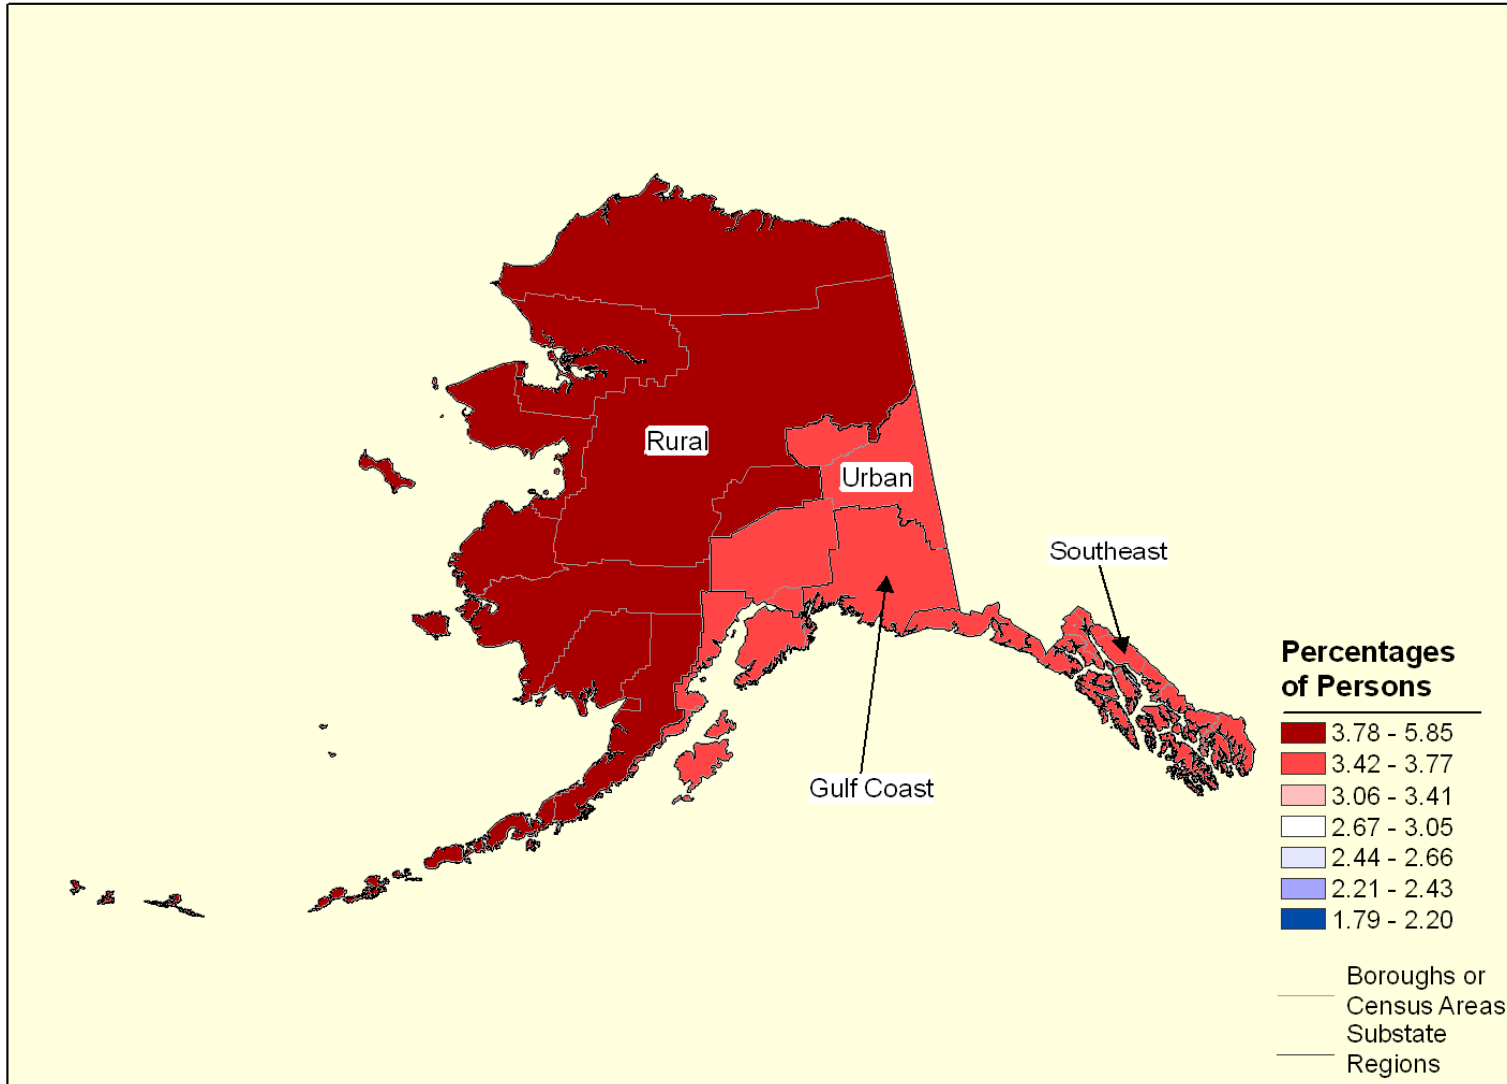 Rural
Urban
Southeast
Gulf Coast
Percentages
of Persons
3.78 - 5.85
3.42 - 3.77
3.06 - 3.41
2.67 - 3.05
2.44 - 2.66
2.21 - 2.43
1.79 - 2.20
Boroughs or
Census Areas
Substate
Regions